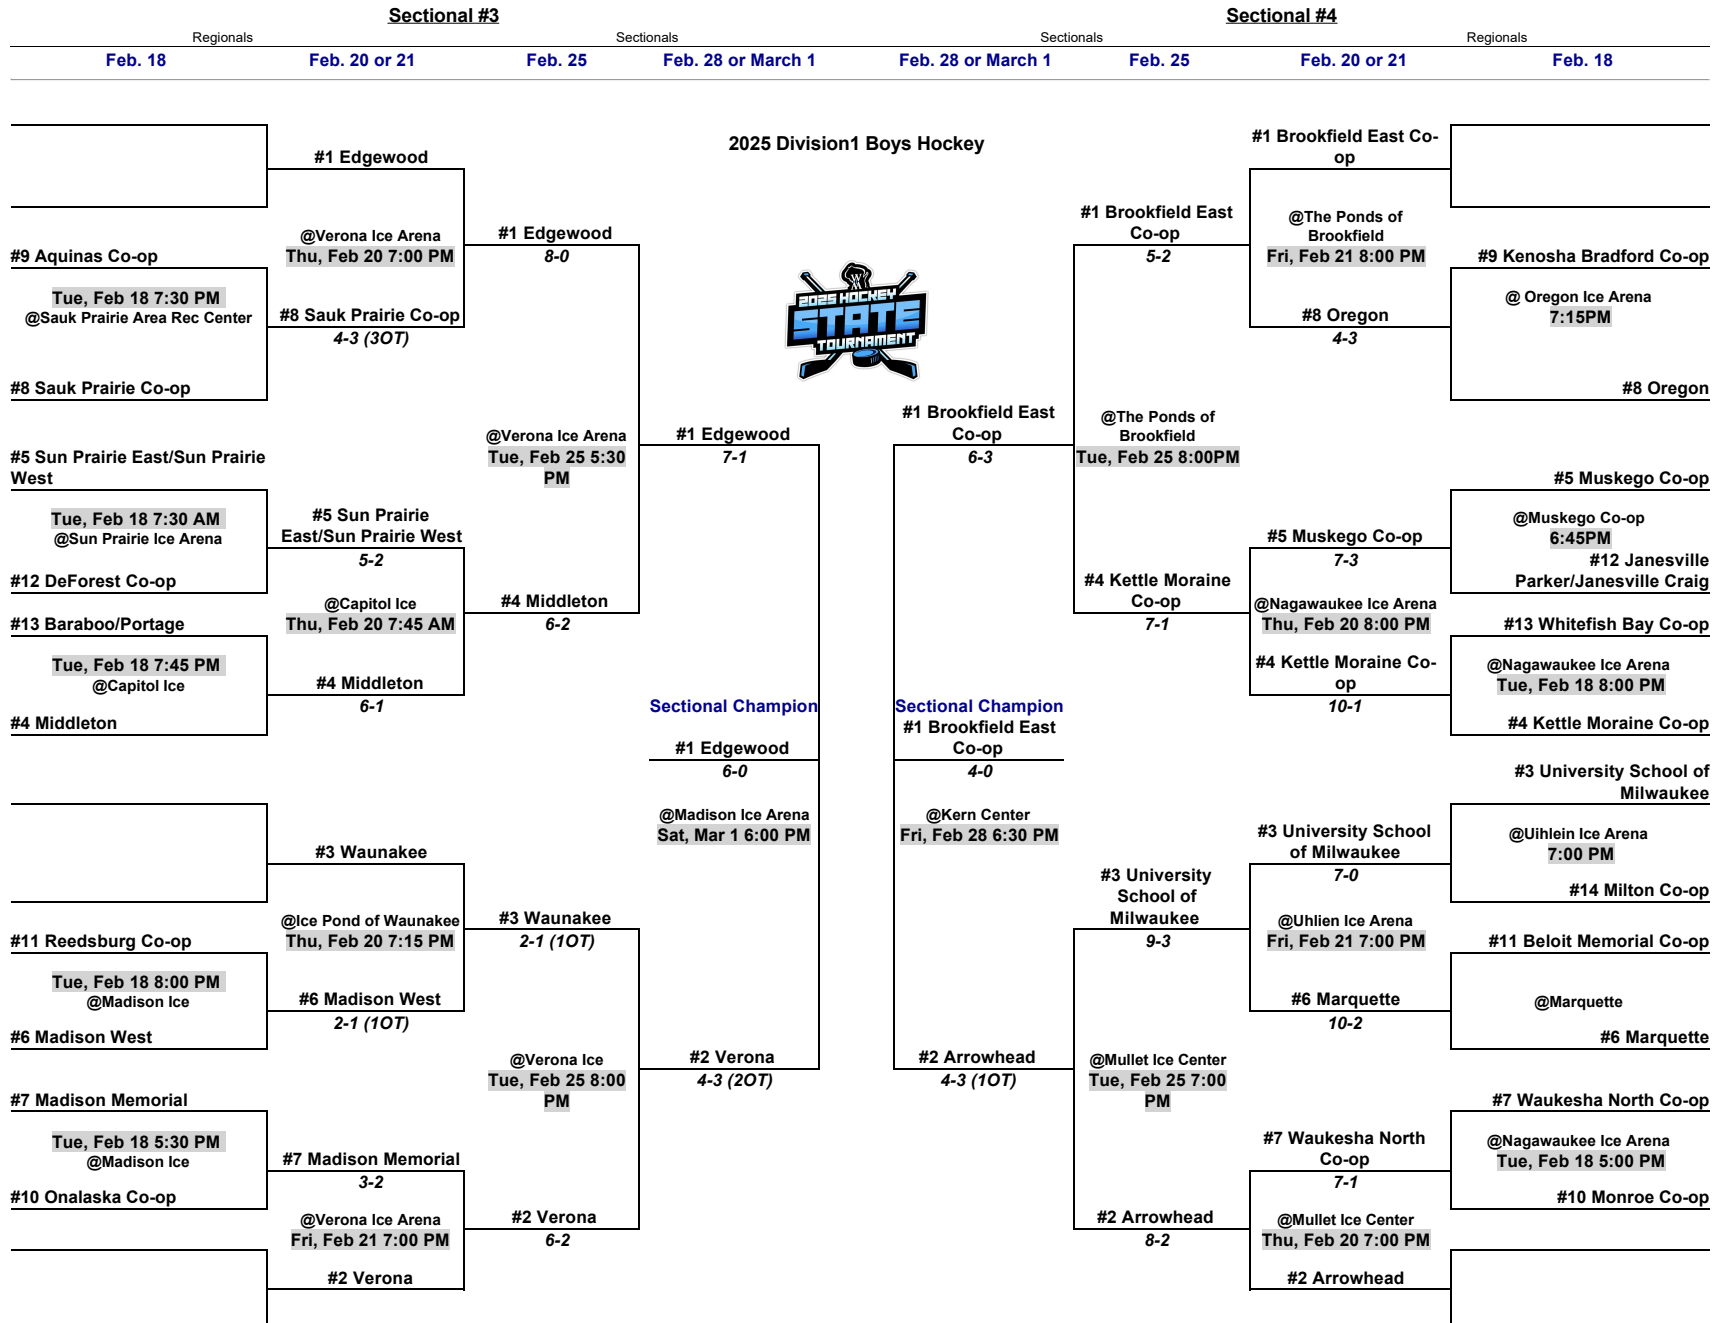 Sectional #3
Sectional #4
Regionals
Sectionals
Sectionals
Regionals
Feb. 18
Feb. 20 or 21
Feb. 25
Feb. 28 or March 1
Feb. 28 or March 1
Feb. 25
Feb. 20 or 21
Feb. 18
2025 Division1 Boys Hockey
2025 HOCKEY
STATE
TOURNAMENT
#9 Aquinas Co-op
Tue, Feb 18 7:30 PM
@Sauk Prairie Area Rec Center
#8 Sauk Prairie Co-op
#5 Sun Prairie East/Sun Prairie
West
Tue, Feb 18 7:30 AM
@Sun Prairie Ice Arena
#12 DeForest Co-op
#13 Baraboo/Portage
Tue, Feb 18 7:45 PM
@Capitol Ice
#4 Middleton
#11 Reedsburg Co-op
Tue, Feb 18 8:00 PM
@Madison Ice
#6 Madison West
#7 Madison Memorial
Tue, Feb 18 5:30 PM
@Madison Ice
#10 Onalaska Co-op
#1 Edgewood
@Verona Ice Arena
Thu, Feb 20 7:00 PM
#8 Sauk Prairie Co-op
4-3 (3OT)
#5 Sun Prairie
East/Sun Prairie West
5-2
@Capitol Ice
Thu, Feb 20 7:45 AM
#4 Middleton
6-1
#3 Waunakee
@Ice Pond of Waunakee
Thu, Feb 20 7:15 PM
#6 Madison West
2-1 (1OT)
#7 Madison Memorial
3-2
@Verona Ice Arena
Fri, Feb 21 7:00 PM
#2 Verona
#1 Edgewood
8-0
@Verona Ice Arena
Tue, Feb 25 5:30
PM
#4 Middleton
6-2
#3 Waunakee
2-1 (1OT)
@Verona Ice
Tue, Feb 25 8:00
PM
#2 Verona
6-2
#1 Edgewood
7-1
Sectional Champion
#1 Edgewood
6-0
@Madison Ice Arena
Sat, Mar 1 6:00 PM
#2 Verona
4-3 (2OT)
#1 Brookfield East
Co-op
6-3
Sectional Champion
#1 Brookfield East
Co-op
4-0
@Kern Center
Fri, Feb 28 6:30 PM
#2 Arrowhead
4-3 (1OT)
#1 Brookfield East
Co-op
5-2
@The Ponds of
Brookfield
Tue, Feb 25 8:00PM
#4 Kettle Moraine
Co-op
7-1
#3 University
School of
Milwaukee
9-3
@Mullet Ice Center
Tue, Feb 25 7:00
PM
#2 Arrowhead
8-2
#1 Brookfield East Co-
op
@The Ponds of
Brookfield
Fri, Feb 21 8:00 PM
#8 Oregon
4-3
#5 Muskego Co-op
7-3
@Nagawaukee Ice Arena
Thu, Feb 20 8:00 PM
#4 Kettle Moraine Co-
op
10-1
#3 University School
of Milwaukee
7-0
@Uhlien Ice Arena
Fri, Feb 21 7:00 PM
#6 Marquette
10-2
#7 Waukesha North
Co-op
7-1
@Mullet Ice Center
Thu, Feb 20 7:00 PM
#2 Arrowhead
#9 Kenosha Bradford Co-op
@ Oregon Ice Arena
7:15PM
#8 Oregon
#5 Muskego Co-op
@Muskego Co-op
6:45PM
#12 Janesville
Parker/Janesville Craig
#13 Whitefish Bay Co-op
@Nagawaukee Ice Arena
Tue, Feb 18 8:00 PM
#4 Kettle Moraine Co-op
#3 University School of
Milwaukee
@Uihlein Ice Arena
7:00 PM
#14 Milton Co-op
#11 Beloit Memorial Co-op
@Marquette
#6 Marquette
#7 Waukesha North Co-op
@Nagawaukee Ice Arena
Tue, Feb 18 5:00 PM
#10 Monroe Co-op